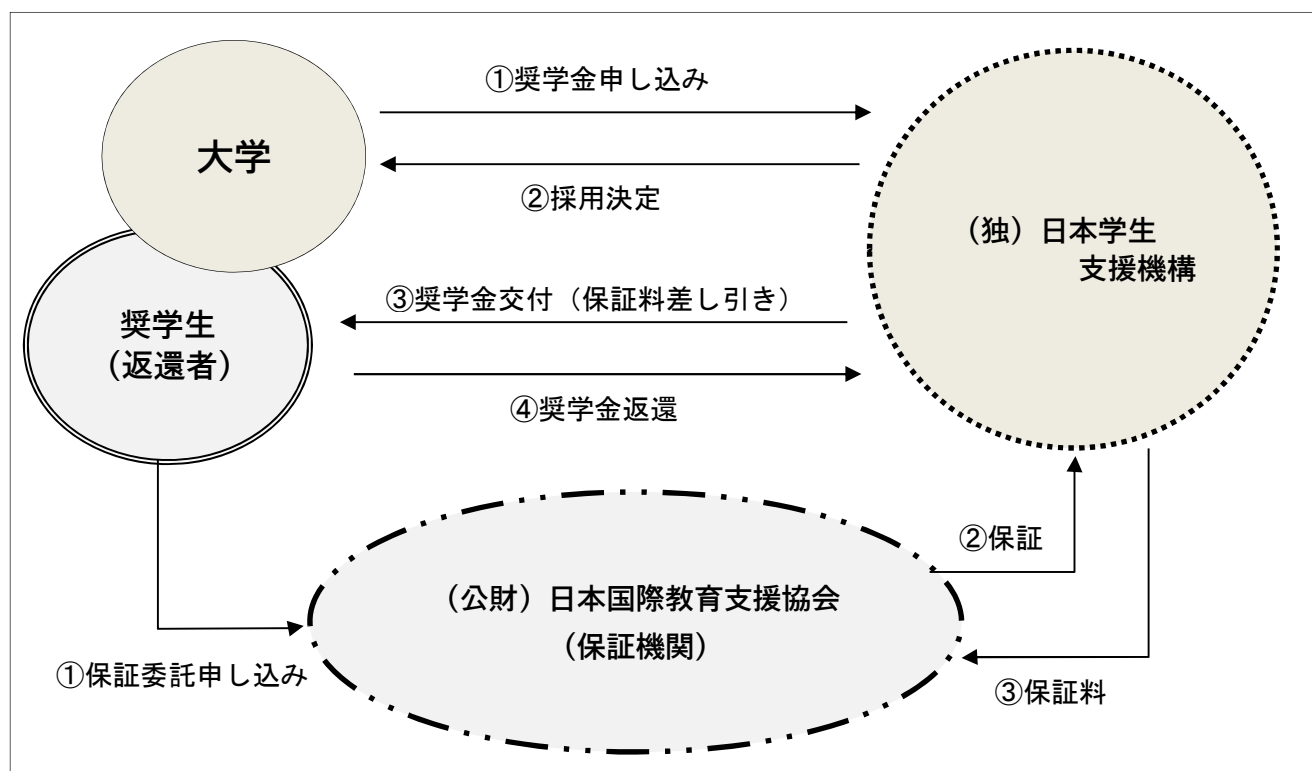 ①奨学金申し込み
大学
②採用決定
（独）日本学生
支援機構
③奨学金交付（保証料差し引き）
奨学生
（返還者）
④奨学金返還
②保証
（公財）日本国際教育支援協会
（保証機関）
①保証委託申し込み
③保証料